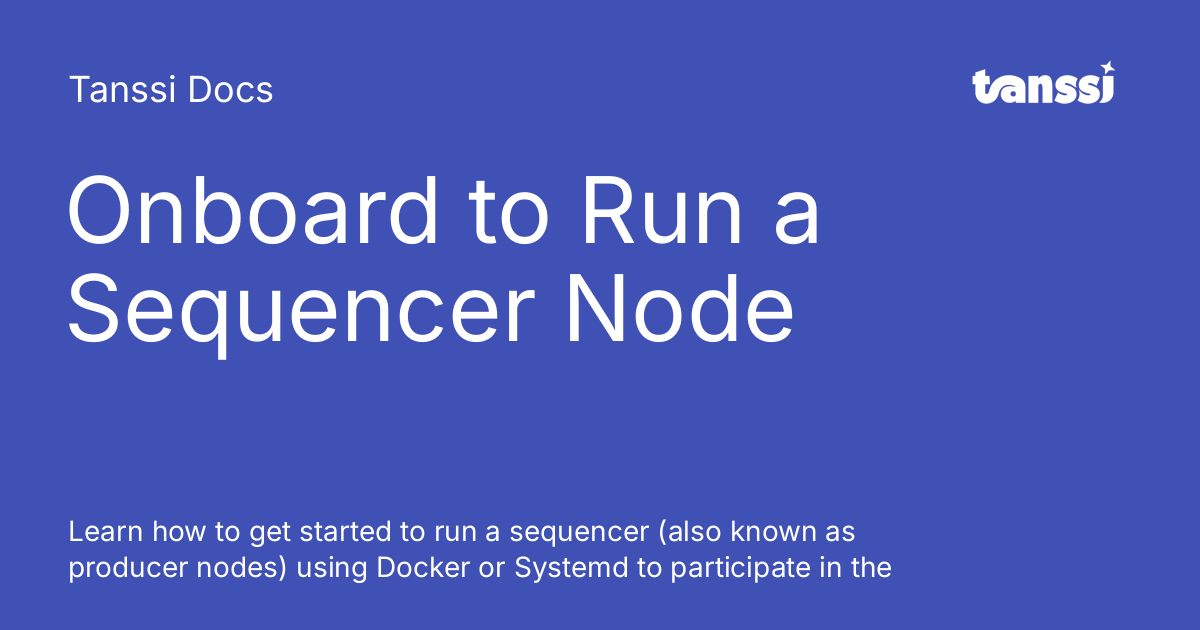 Tanssi Docs
tanssi
Onboard to Run a
Sequencer Node
Learn how to get started to run a sequencer (also known as
producer nodes) using Docker or Systemd to participate in the